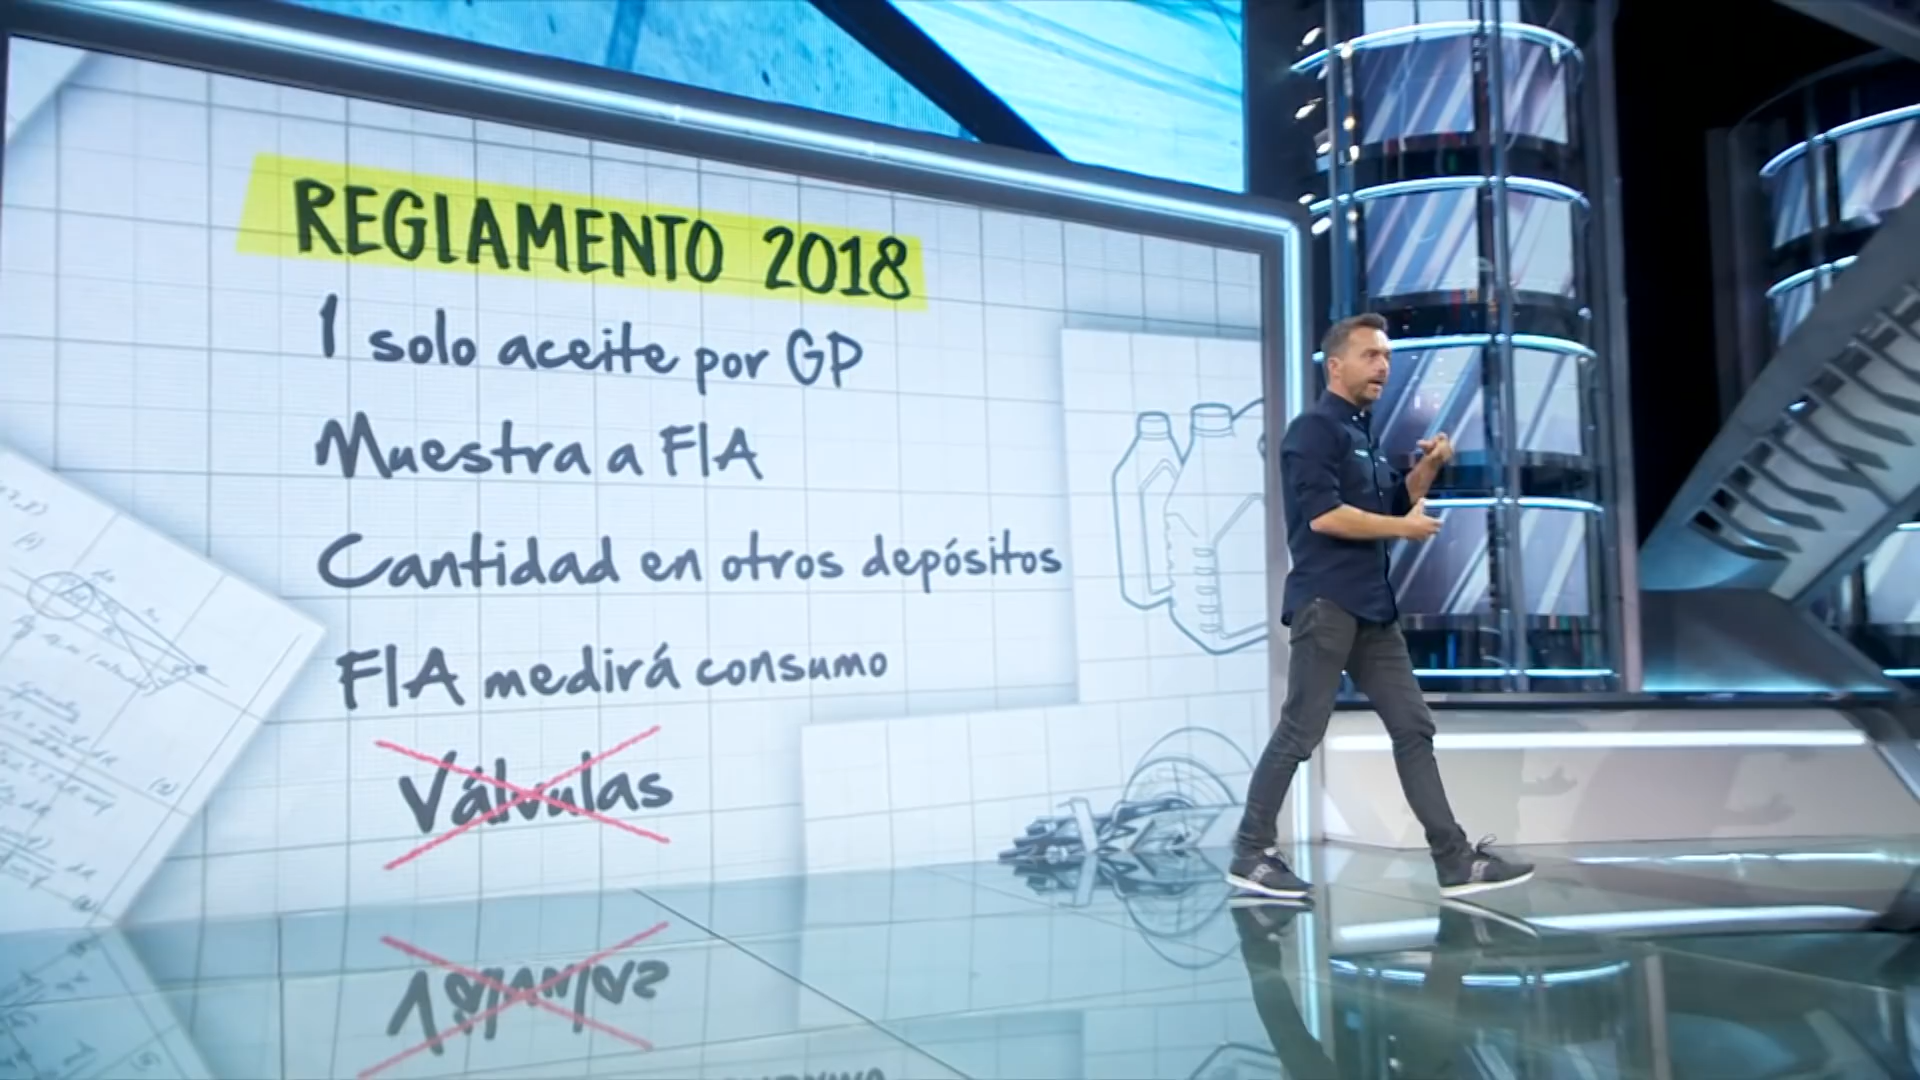 REGLAMENTO 2018
1 solo aceite por GP
Muestra a FIA
Cantidad en otros depósitos
FIA medirá consumo
Válvulas